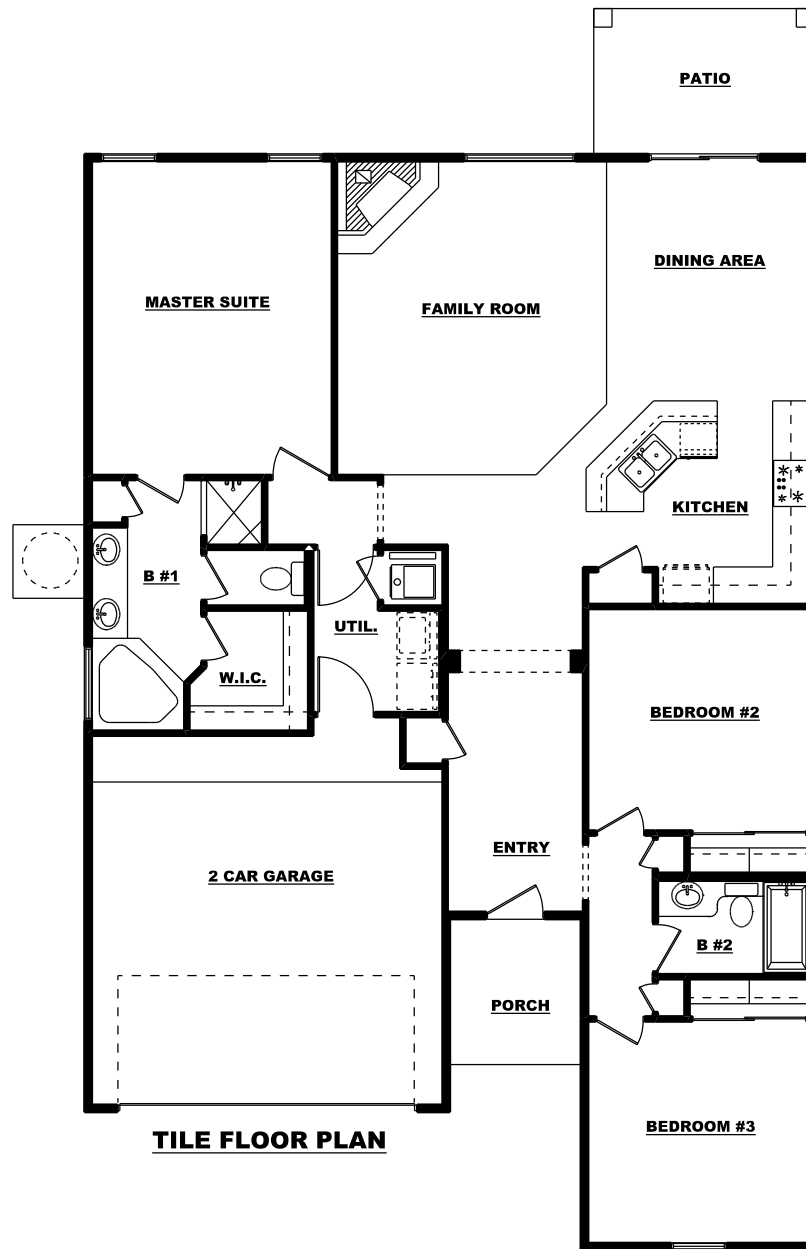 PATIO
DINING AREA
MASTER SUITE
FAMILY ROOM
KITCHEN
B #1
UTIL.
W.I.C.
BEDROOM #2
ENTRY
2 CAR GARAGE
B #2
PORCH
BEDROOM #3
TILE FLOOR PLAN